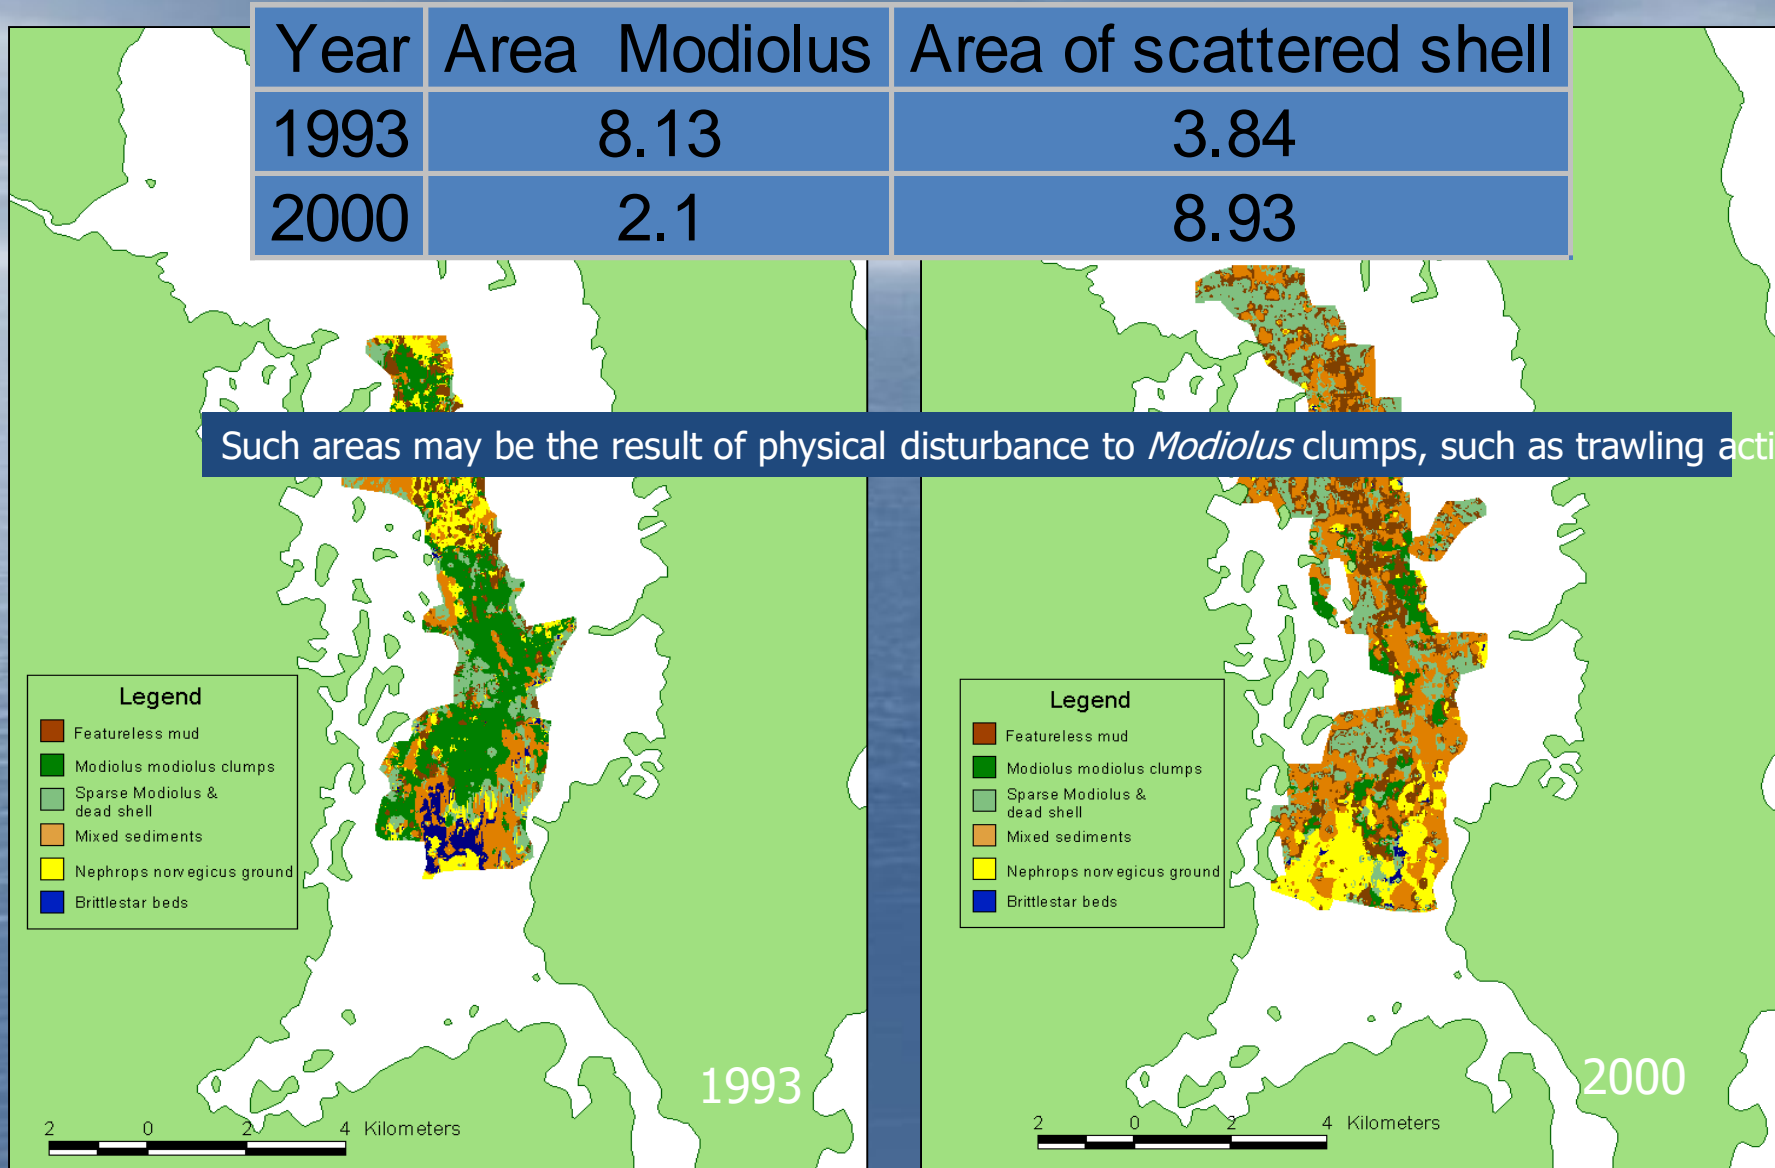 Year Area Modiolus Area of scattered shell
1993 8.13 3.84
2000 2.1 8.93
Such areas may be the result of physical disturbance to Modiolus clumps, such as trawling acti
Legend
Featureless mud
Modiolus modiolus clumps
Sparse Modiolus &
dead shell
Mixed sediments
Nephrops norvegicus ground
Brittlestar beds
1993
2 0 2 4 Kilometers
Legend
Featureless mud
Modiolus modiolus clumps
Sparse Modiolus &
dead shell
Mixed sediments
Nephrops norvegicus ground
Brittlestar beds
2000
2 0 2 4 Kilometers